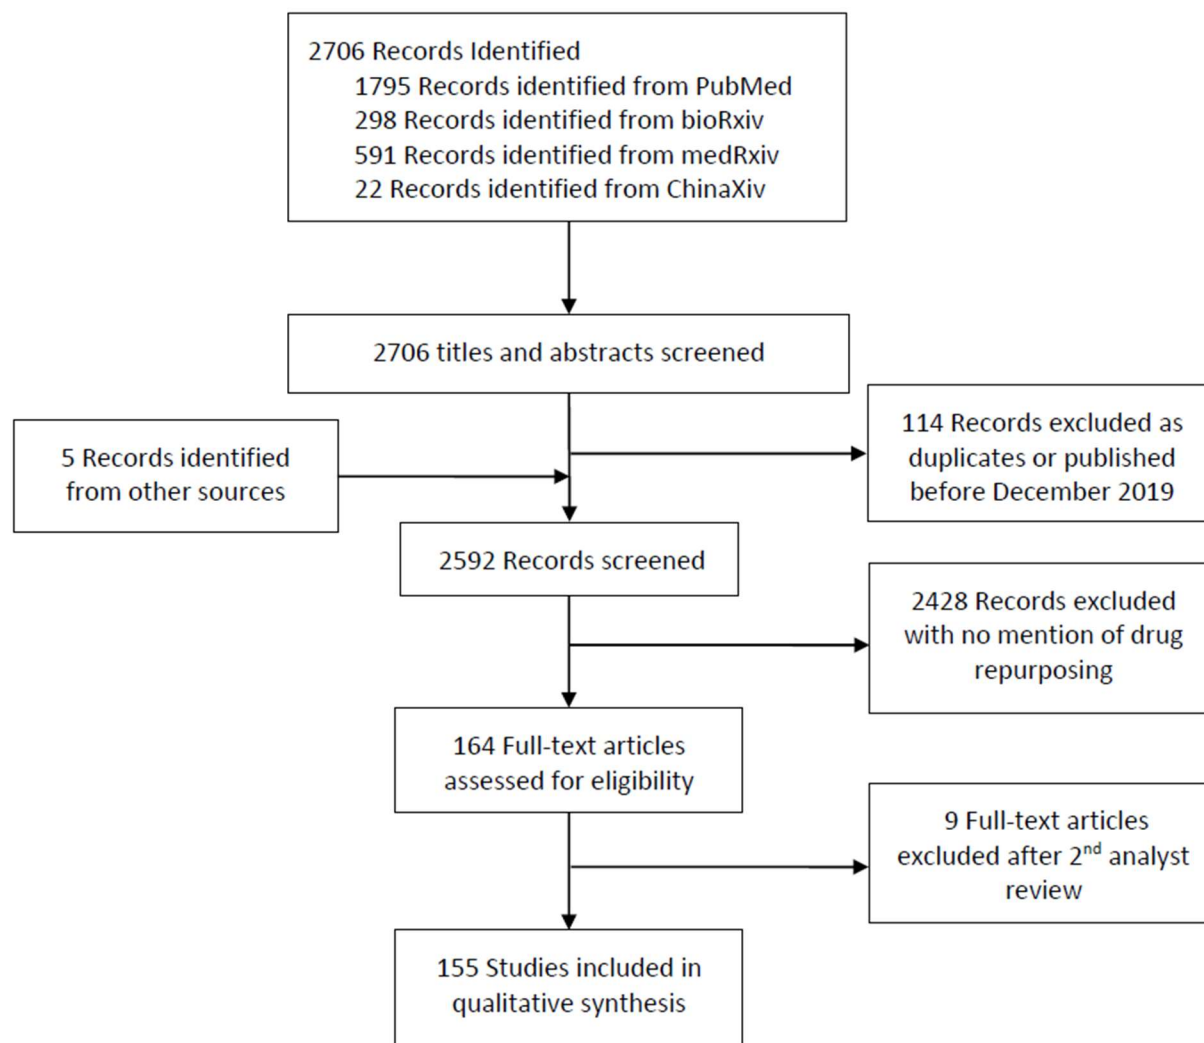 2706 Records Identified
1795 Records identified from PubMed
298 Records identified from bioRxiv
591 Records identified from medRxiv
22 Records identified from ChinaXiv
2706 titles and abstracts screened
5 Records identified
from other sources
114 Records excluded as
duplicates or published
before December 2019
2592 Records screened
2428 Records excluded
with no mention of drug
repurposing
164 Full-text articles
assessed for eligibility
9 Full-text articles
excluded after 2nd analyst
review
155 Studies included in
qualitative synthesis